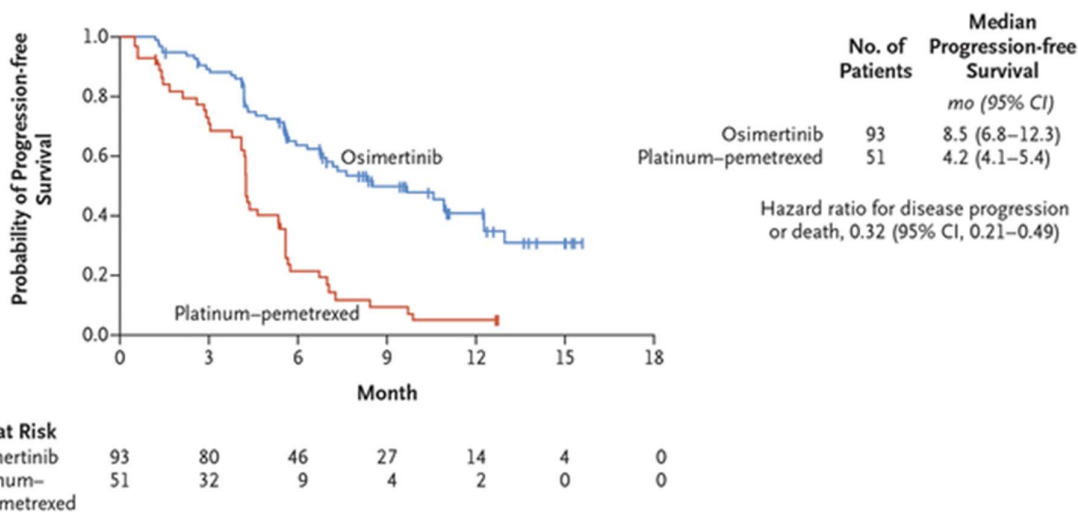 Probability of Progression-free
Survival
1.0
0.8
0.6
0.4
0.2
0.0
Osimertinib
Platinum–pemetrexed
0 3 6 9 12 15 18
Month
No. of
Patients
Median
Progression-free
Survival
mo (95% CI)
Osimertinib 93 8.5 (6.8–12.3)
Platinum–pemetrexed 51 4.2 (4.1–5.4)
Hazard ratio for disease progression
or death, 0.32 (95% CI, 0.21–0.49)
at Risk
mertinib 93 80 46 27 14 4 0
num– 51 32 9 4 2 0 0
metrexed